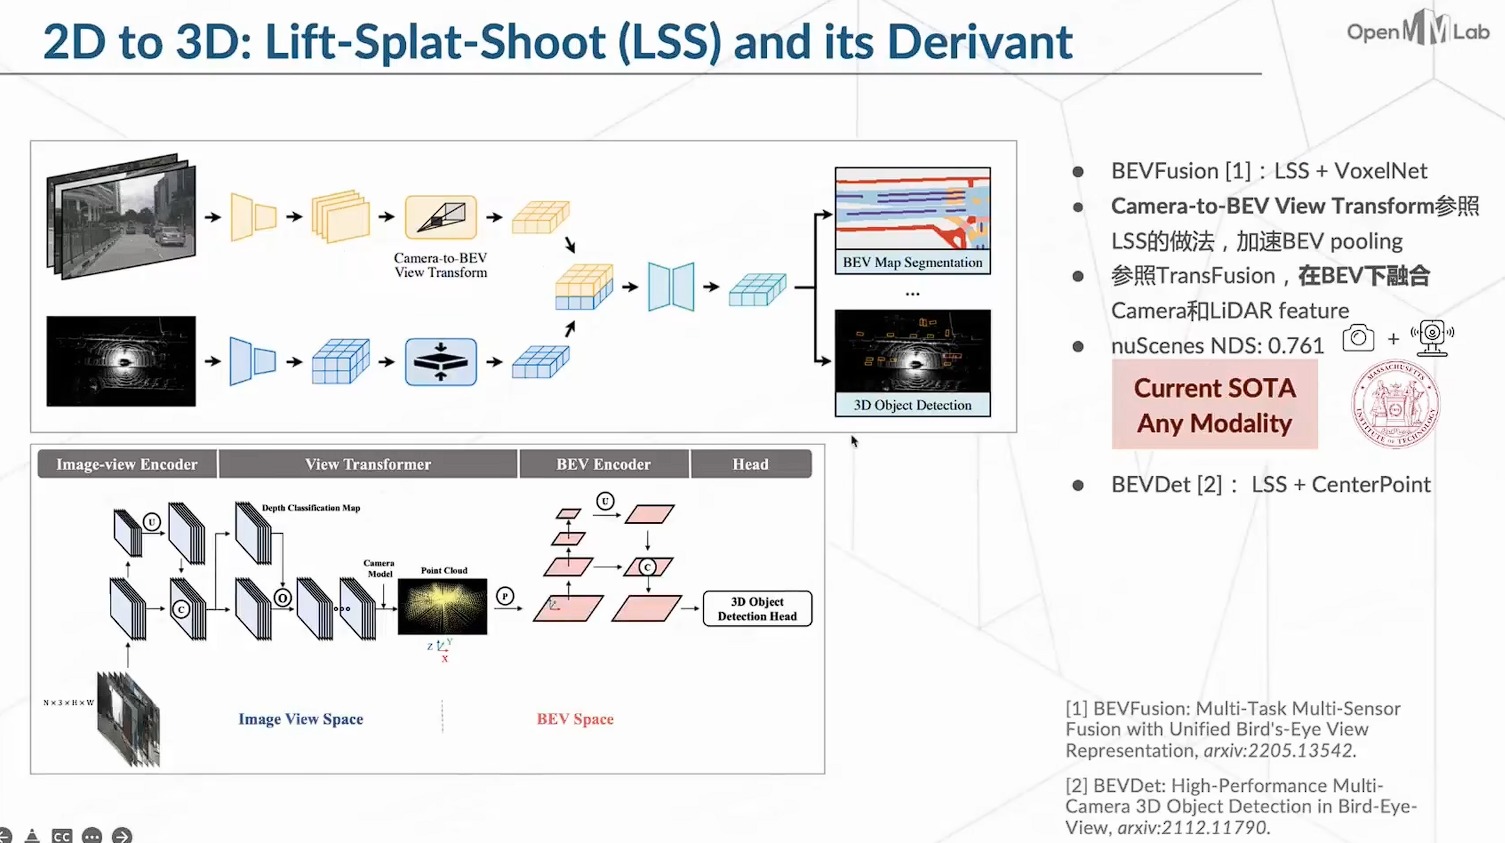 2D to 3D: Lift-Splat-Shoot (LSS) and its Derivant
OpenMMLab
Camera-to-BEV
View Transform
BEV Map Segmentation
...
3D Object Detection
Image-view Encoder
View Transformer
BEV Encoder
Head
Depth Classification Map
U
C
O
Camera
Model
Point Cloud
Z
Y
X
P
U
C
3D Object
Detection Head
N×3×H×W
Image View Space
BEV Space
BEVFusion [1]：LSS + VoxelNet
Camera-to-BEV View Transform参照
LSS的做法，加速BEV pooling
参照TransFusion，在BEV下融合
Camera和LiDAR feature
nuScenes NDS: 0.761
+
Current SOTA
Any Modality
MASSACHUSETTS
INSTITUTE OF TECHNOLOGY
BEVDet [2]： LSS + CenterPoint
[1] BEVFusion: Multi-Task Multi-Sensor
Fusion with Unified Bird's-Eye View
Representation, arxiv:2205.13542.
[2] BEVDet: High-Performance Multi-
Camera 3D Object Detection in Bird-Eye-
View, arxiv:2112.11790.
CC